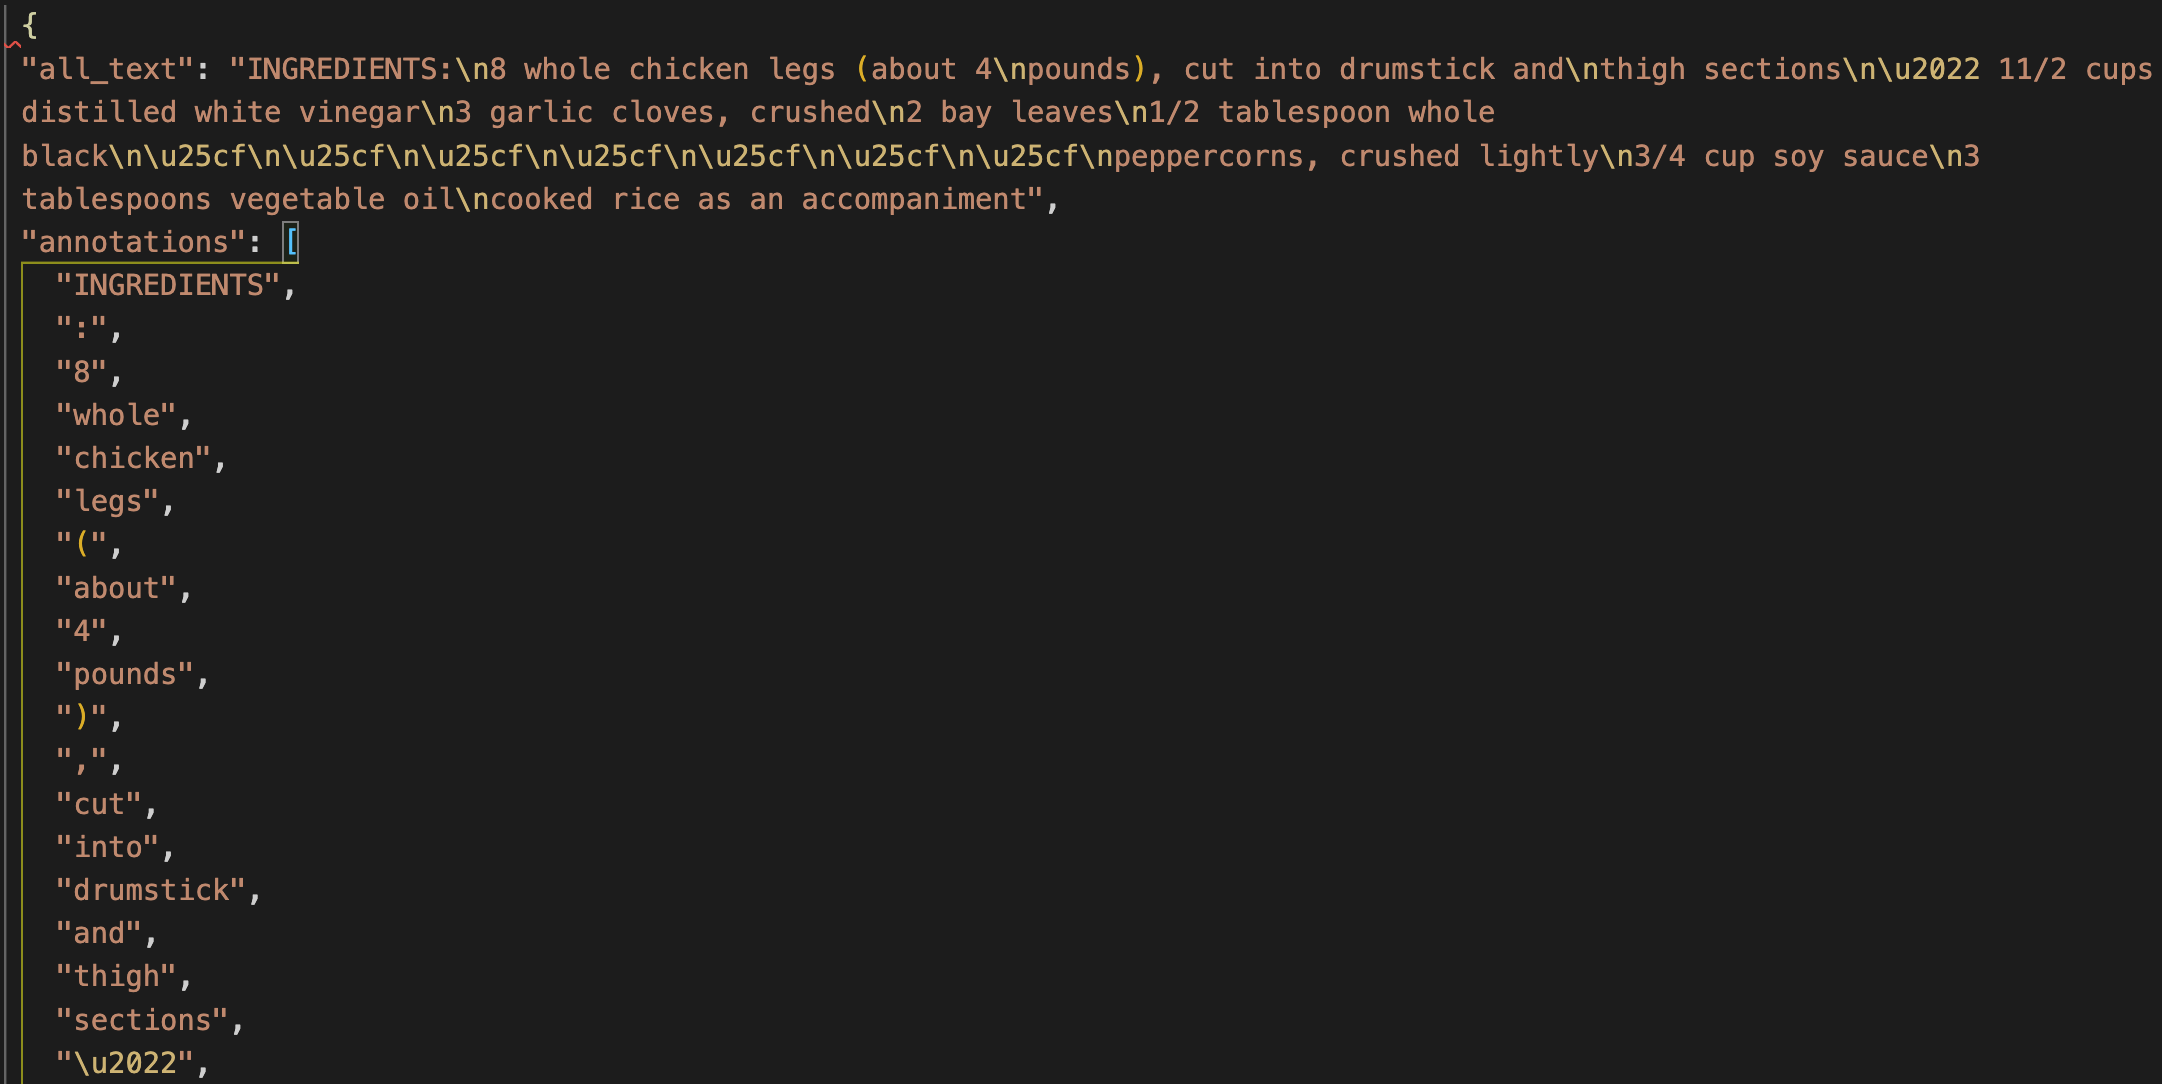 {
"all_text": "INGREDIENTS:\n8 whole chicken legs (about 4\npounds), cut into drumstick and\nthigh sections\n\u2022 11/2 cups
distilled white vinegar\n3 garlic cloves, crushed\n2 bay leaves\n1/2 tablespoon whole
black\n\u25cf\n\u25cf\n\u25cf\n\u25cf\n\u25cf\n\u25cf\n\u25cf\npeppercorns, crushed lightly\n3/4 cup soy sauce\n3
tablespoons vegetable oil\ncooked rice as an accompaniment",
"annotations": [
"INGREDIENTS",
":",
"8",
"whole",
"chicken",
"legs",
"(",
"about",
"4",
"pounds",
")",
",",
"cut",
"into",
"drumstick",
"and",
"thigh",
"sections",
"\u2022",